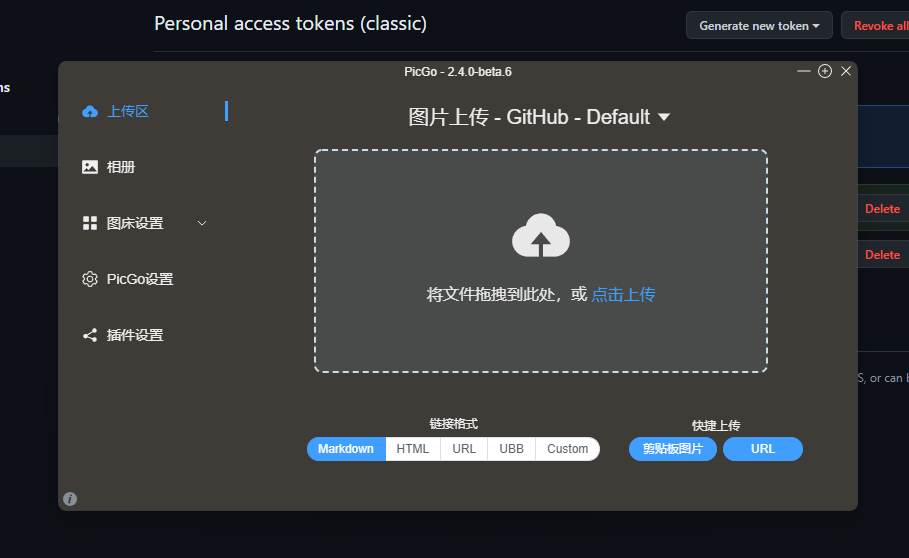 Personal access tokens (classic)
Generate new token
Revoke all
ns
PicGo - 2.4.0-beta.6
上传区
图片上传 - GitHub - Default
相册
图床设置
Delete
Delete
PicGo设置
将文件拖拽到此处，或 点击上传
插件设置
S, or can b
链接格式
快捷上传
Markdown HTML URL UBB Custom
剪贴板图片 URL